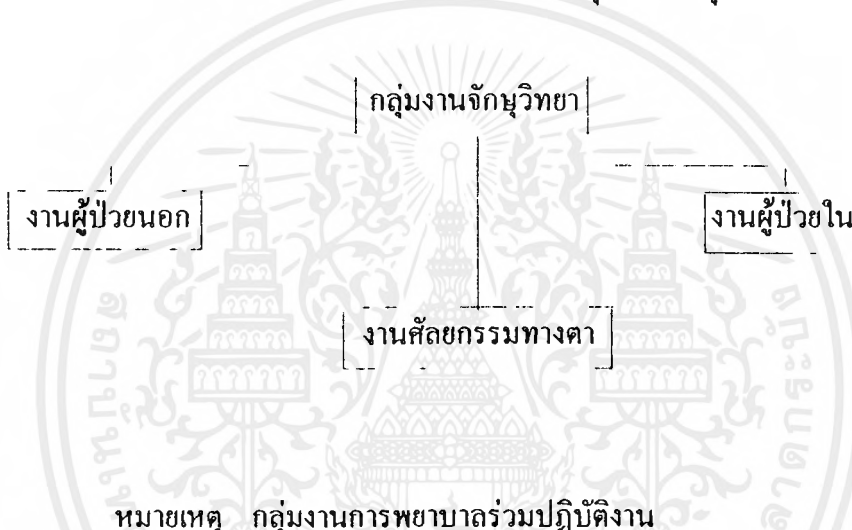 กลุ่มงานจักษุวิทยา
งานผู้ป่วยนอก
งานผู้ป่วยใน
งานศัลยกรรมทางตา
หมายเหตุ กลุ่มงานการพยาบาลร่วมปฏิบัติงาน